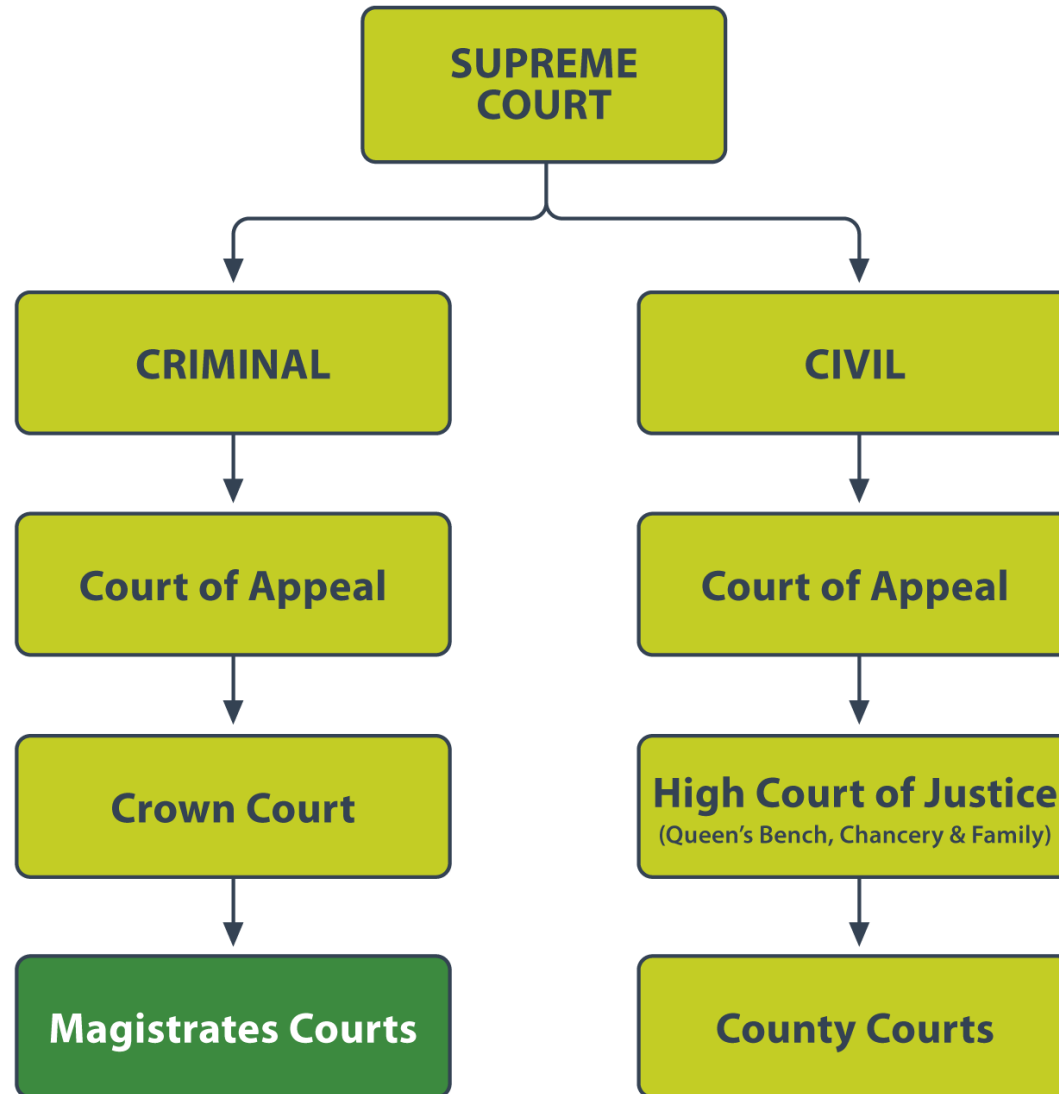 SUPREME
COURT
CRIMINAL
CIVIL
Court of Appeal
Court of Appeal
Crown Court
High Court of Justice
(Queen’s Bench, Chancery & Family)
Magistrates Courts
County Courts